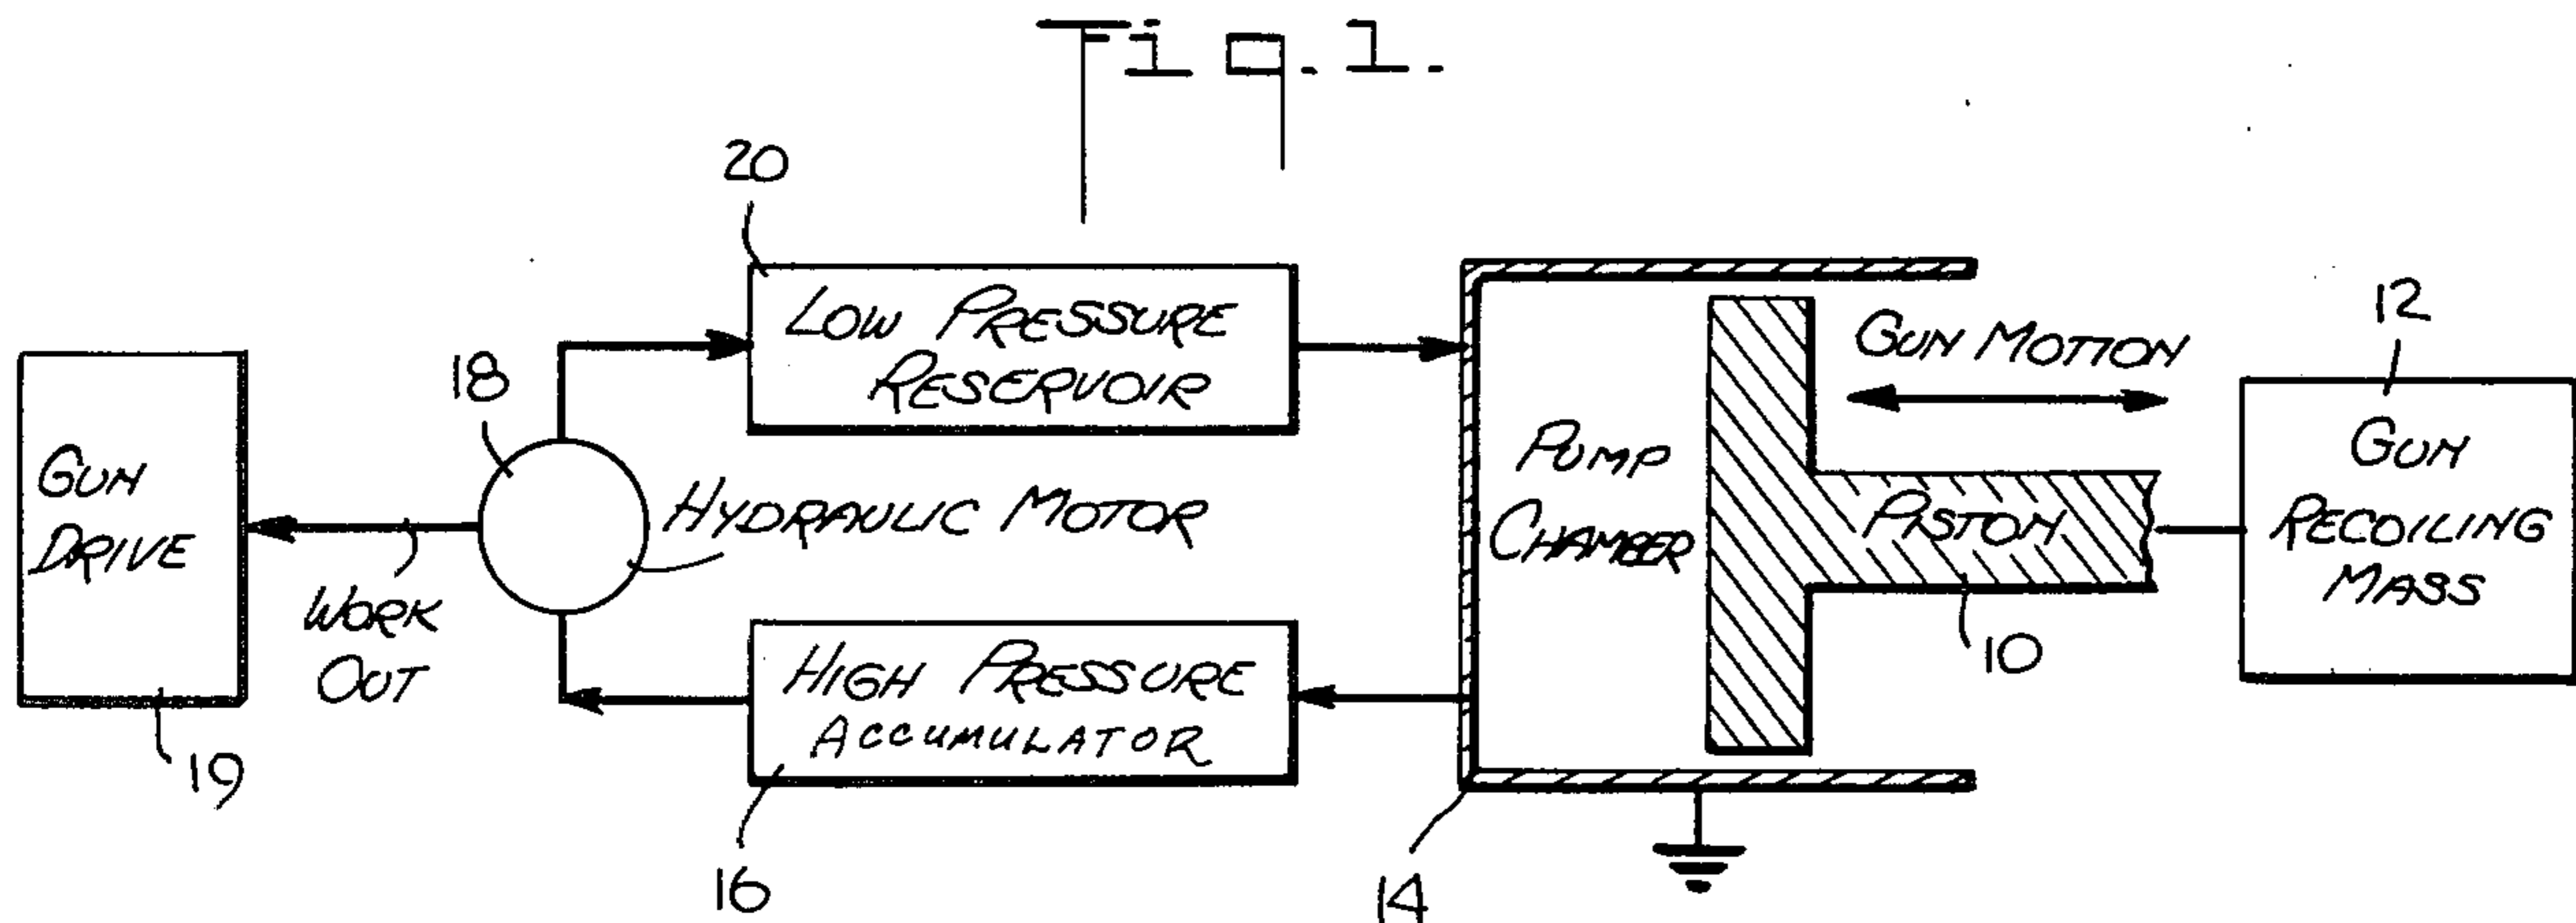 Fig. 1.
20
LOW PRESSURE
RESERVOIR
12
GUN MOTION
GUN
RECOILING
MASS
18
GUN
DRIVE
HYDRAULIC MOTOR
PUMP
CHAMBER
PISTON
10
WORK
OUT
HIGH PRESSURE
ACCUMULATOR
19
16
14